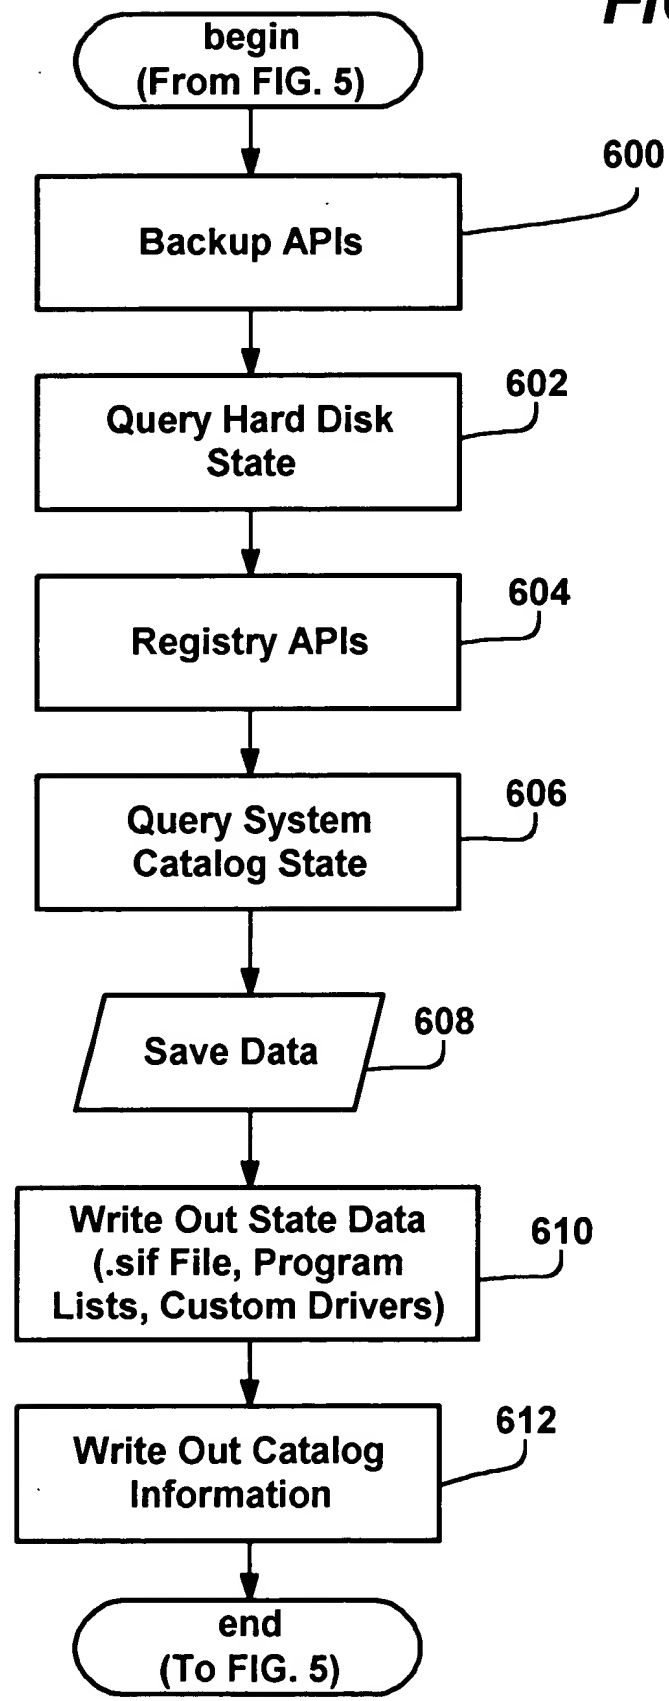 begin
(From FIG. 5)
600
Backup APIs
602
Query Hard Disk
State
604
Registry APIs
606
Query System
Catalog State
608
Save Data
610
Write Out State Data
(.sif File, Program
Lists, Custom Drivers)
612
Write Out Catalog
Information
end
(To FIG. 5)